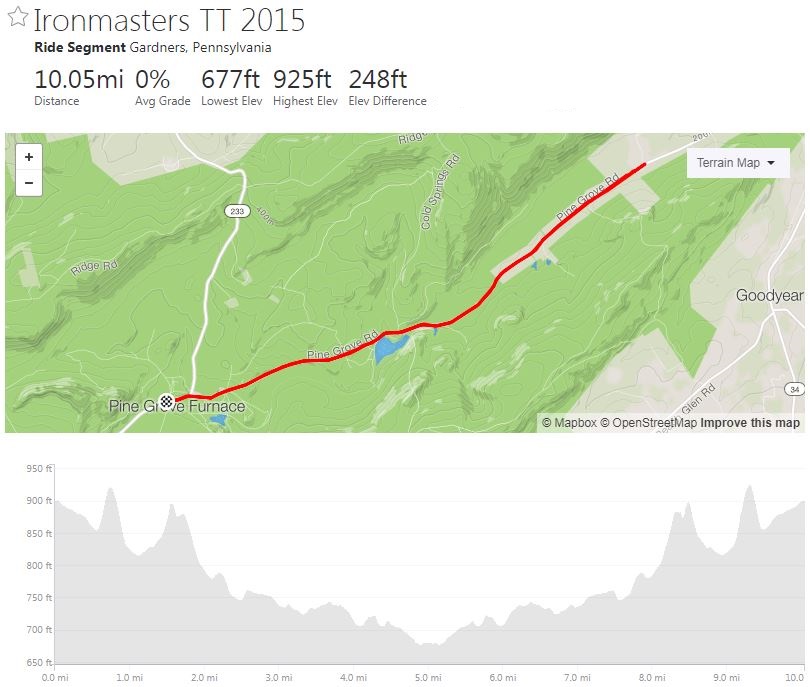 Ironmasters TT 2015
Ride Segment Gardners, Pennsylvania
10.05mi 0% 677ft 925ft 248ft
Distance Avg Grade Lowest Elev Highest Elev Elev Difference
+
−
Ridge
200
Terrain Map
Cold Springs Rd
Pine Grove Rd
233
400m
Ridge Rd
Goodyear
Pine Grove Rd
34
Pine Grove Furnace
Glen Rd
© Mapbox © OpenStreetMap Improve this map
950 ft
900 ft
850 ft
800 ft
750 ft
700 ft
650 ft
0.0 mi 1.0 mi 2.0 mi 3.0 mi 4.0 mi 5.0 mi 6.0 mi 7.0 mi 8.0 mi 9.0 mi 10.0